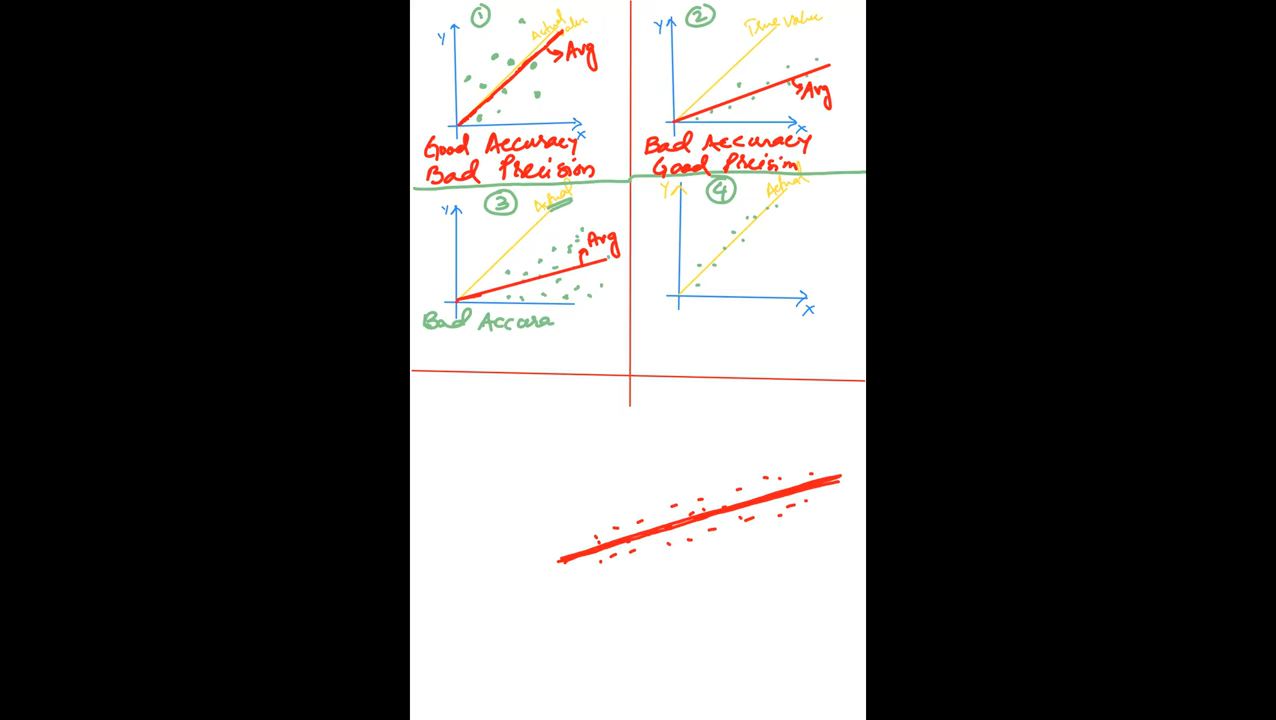 ①
Y
Actual
Value
Avg
X
Good Accuracy
Bad Precision
②
Y
True Value
Avg
X
Bad Accuracy
Good Precision
③
Y
Actual
Avg
Bad Accura
④
Y
Actual
X